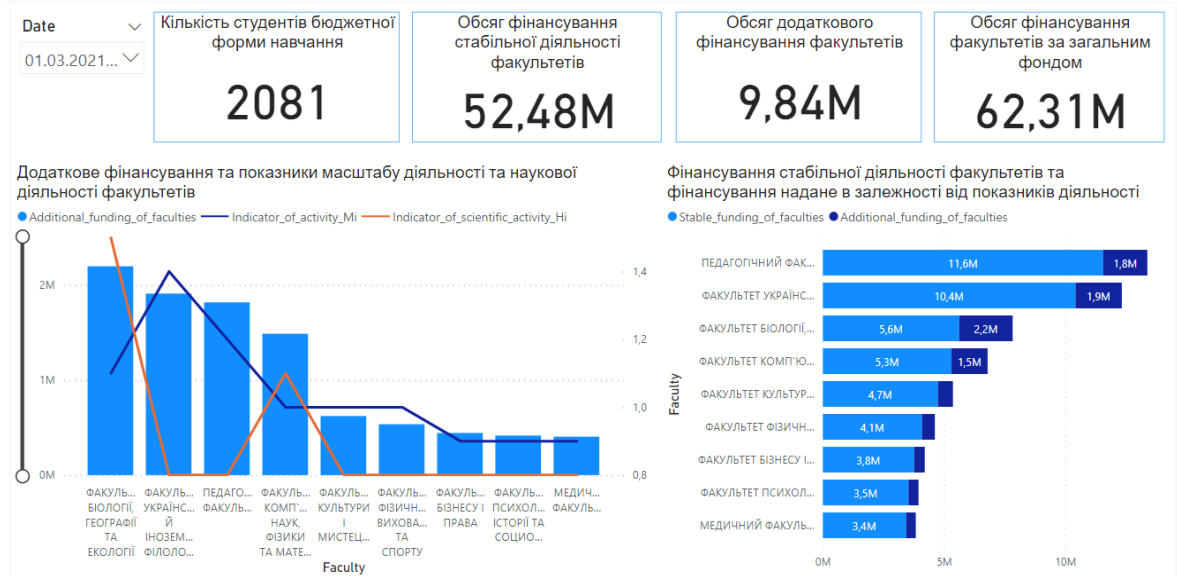 Date
01.03.2021...
Кількість студентів бюджетної
форми навчання
2081
Обсяг фінансування
стабільної діяльності
факультетів
52,48M
Обсяг додаткового
фінансування факультетів
9,84M
Обсяг фінансування
факультетів за загальним
фондом
62,31M
Додаткове фінансування та показники масштабу діяльності та наукової
діяльності факультетів
Additional_funding_of_faculties Indicator_of_activity_Mi Indicator_of_scientific_activity_Hi
2M
1M
0M
1,4
1,2
1,0
0,8
ФАКУЛЬ...
БІОЛОГІЇ,
ГЕОГРАФІЇ
ТА
ЕКОЛОГІЇ
ФАКУЛЬ...
УКРАЇНС...
Й
ІНОЗЕМ...
ФІЛОЛО...
ПЕДАГО...
ФАКУЛЬ...
ФАКУЛЬ...
КОМП'...
НАУК,
ФІЗИКИ
ТА МАТЕ...
ФАКУЛЬ...
КУЛЬТУРИ
І
МИСТЕЦ...
ФАКУЛЬ...
ФІЗИЧН...
ВИХОВА...
ТА
СПОРТУ
ФАКУЛЬ...
БІЗНЕСУ І
ПРАВА
ФАКУЛЬ...
ПСИХОЛ...
ІСТОРІЇ ТА
СОЦІО...
МЕДИЧ...
ФАКУЛЬ...
Faculty
Фінансування стабільної діяльності факультетів та
фінансування надане в залежності від показників діяльності
Stable_funding_of_faculties Additional_funding_of_faculties
Faculty
ПЕДАГОГІЧНИЙ ФАК... 11,6M 1,8M
ФАКУЛЬТЕТ УКРАЇНС... 10,4M 1,9M
ФАКУЛЬТЕТ БІОЛОГІЇ,... 5,6M 2,2M
ФАКУЛЬТЕТ КОМП'Ю... 5,3M 1,5M
ФАКУЛЬТЕТ КУЛЬТУР... 4,7M
ФАКУЛЬТЕТ ФІЗИЧН... 4,1M
ФАКУЛЬТЕТ БІЗНЕСУ І... 3,8M
ФАКУЛЬТЕТ ПСИХОЛ... 3,5M
МЕДИЧНИЙ ФАКУЛЬ... 3,4M
0M 5M 10M